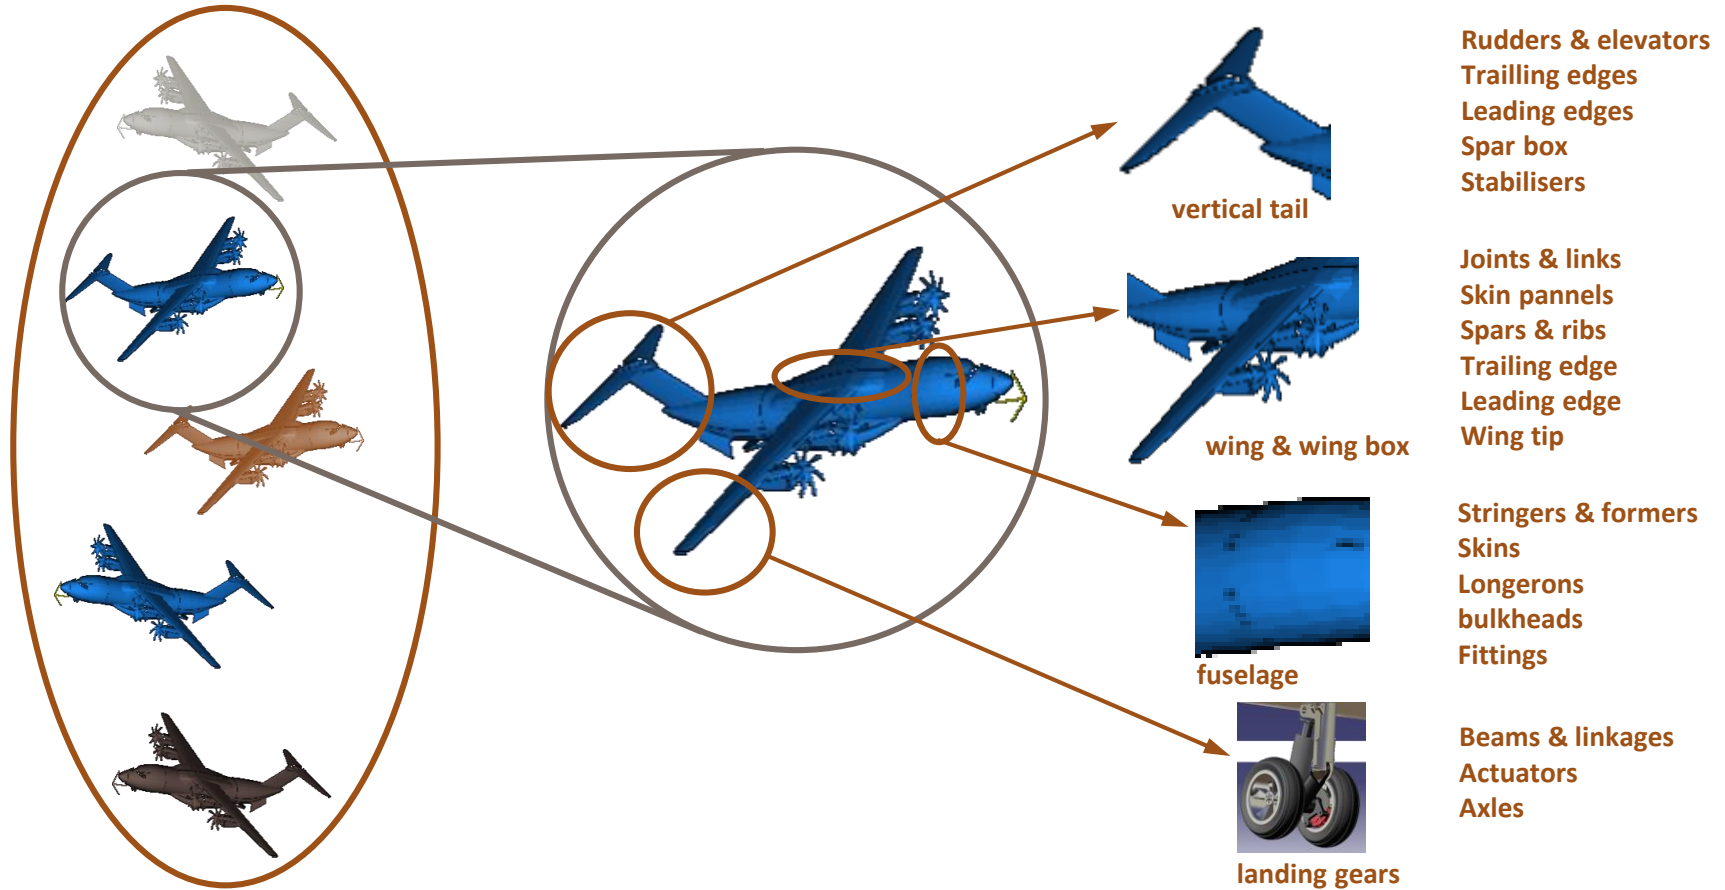 Rudders & elevators
Trailling edges
Leading edges
Spar box
Stabilisers
vertical tail
Joints & links
Skin pannels
Spars & ribs
Trailing edge
Leading edge
Wing tip
wing & wing box
Stringers & formers
Skins
Longerons
bulkheads
Fittings
fuselage
Beams & linkages
Actuators
Axles
landing gears